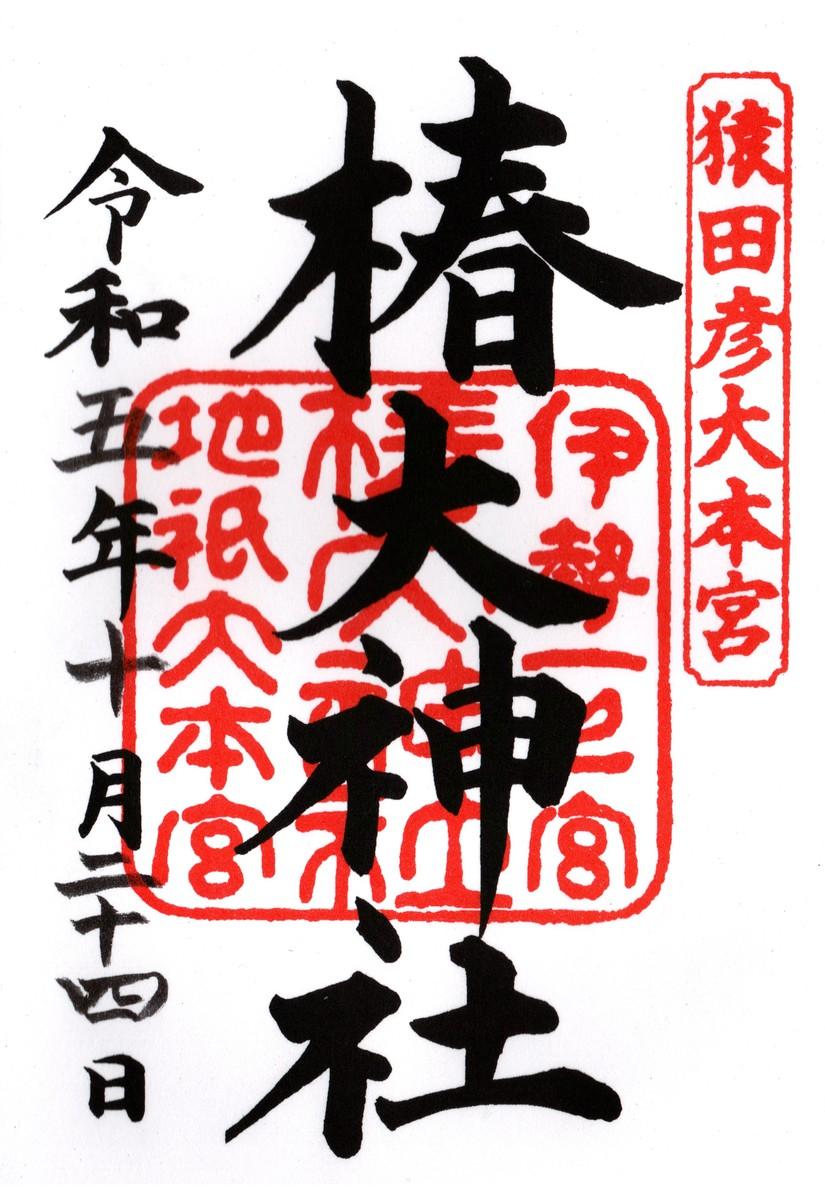 猿田彦大本宮
伊勢一之宮
椿大神社
地祇大本宮
椿大神社
令和五年十月二十四日